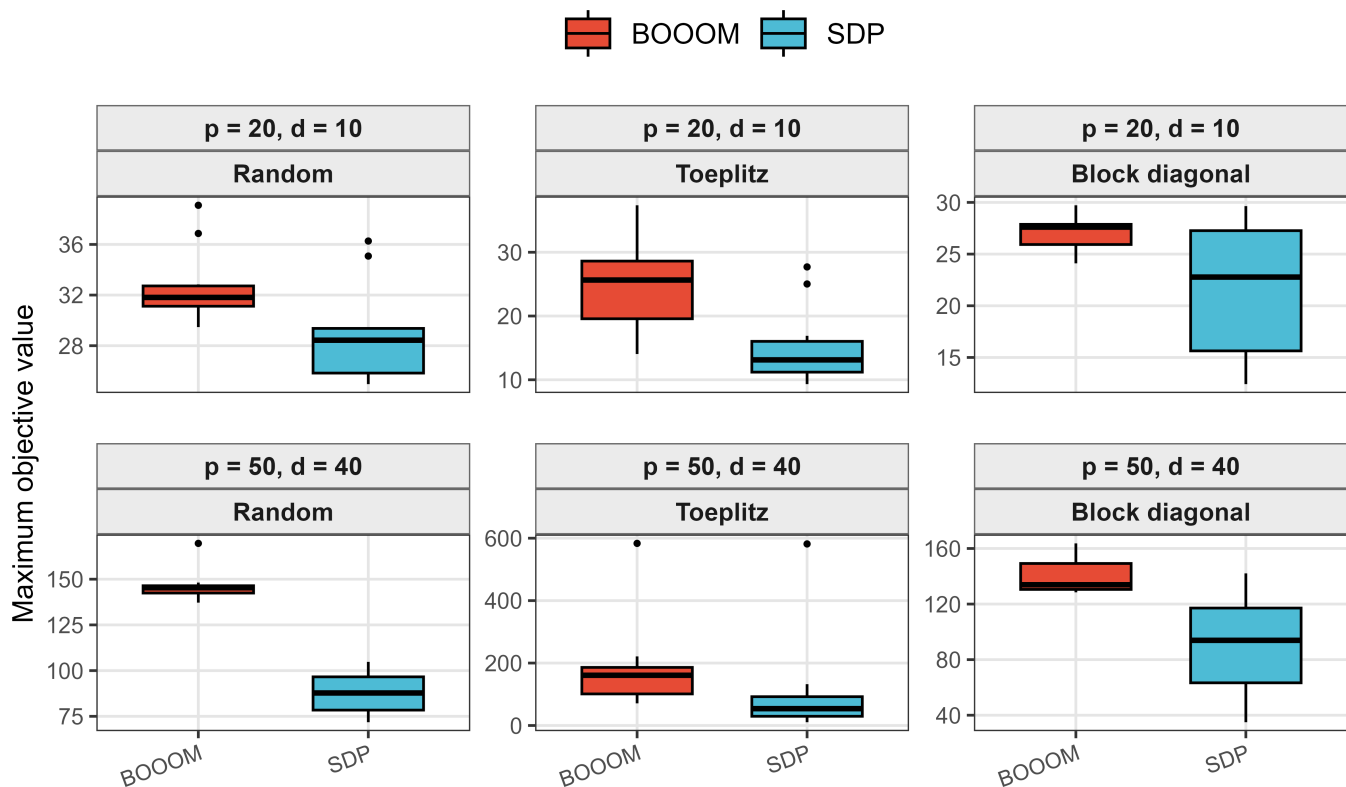 BOOOM SDP
Maximum objective value
p = 20, d = 10
Random
36
32
28
p = 20, d = 10
Toeplitz
30
20
10
p = 20, d = 10
Block diagonal
30
25
20
15
p = 50, d = 40
Random
150
125
100
75
BOOOM SDP
p = 50, d = 40
Toeplitz
600
400
200
0
BOOOM SDP
p = 50, d = 40
Block diagonal
160
120
80
40
BOOOM SDP